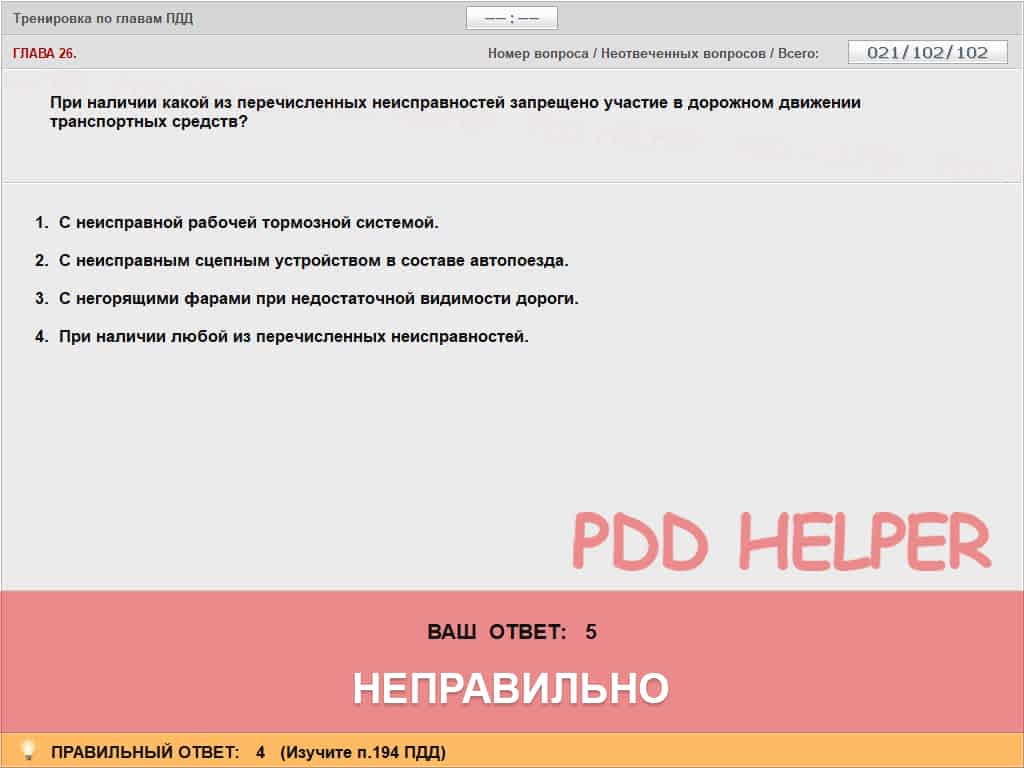 Тренировка по главам ПДД
–– : ––
ГЛАВА 26.
Номер вопроса / Неотвеченных вопросов / Всего:
021/102/102
При наличии какой из перечисленных неисправностей запрещено участие в дорожном движении
транспортных средств?
1. С неисправной рабочей тормозной системой.
2. С неисправным сцепным устройством в составе автопоезда.
3. С негорящими фарами при недостаточной видимости дороги.
4. При наличии любой из перечисленных неисправностей.
PDD HELPER
ВАШ ОТВЕТ: 5
НЕПРАВИЛЬНО
ПРАВИЛЬНЫЙ ОТВЕТ: 4 (Изучите п.194 ПДД)